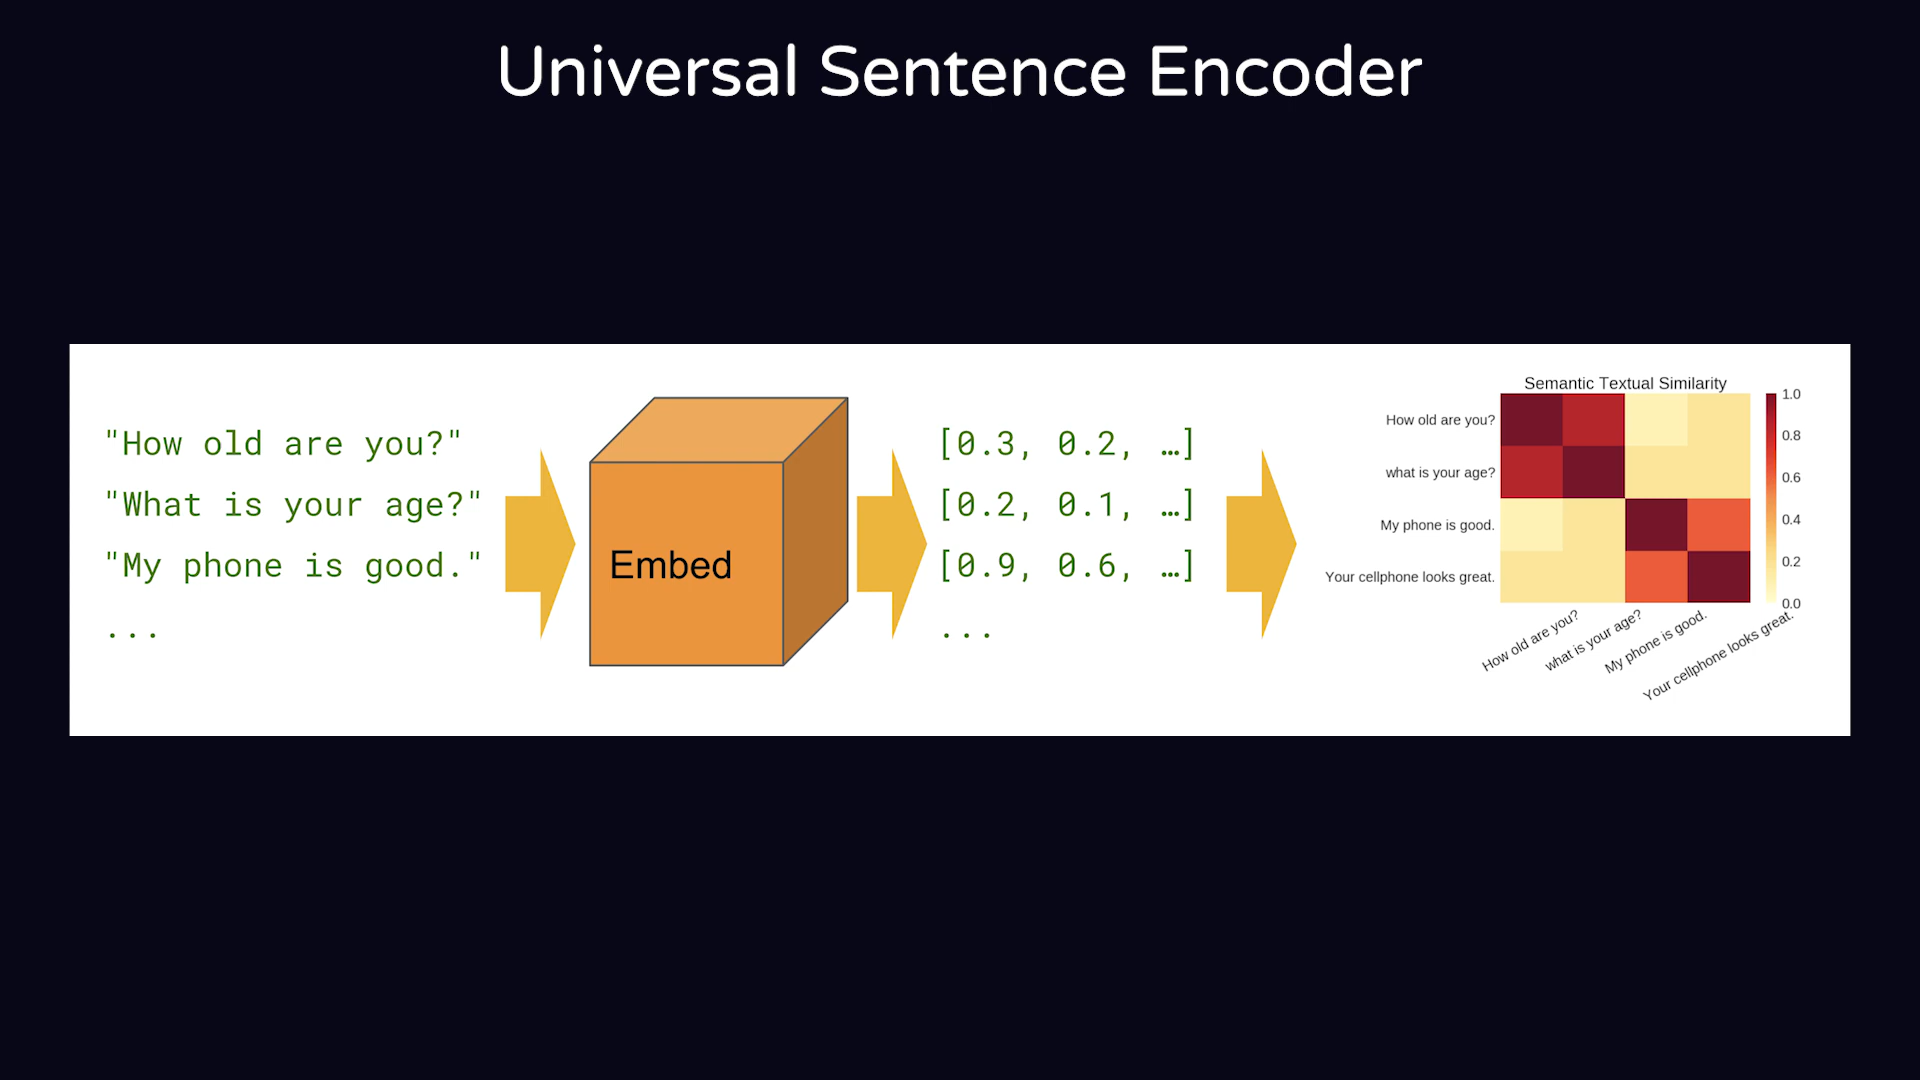 Universal Sentence Encoder
"How old are you?"
"What is your age?"
"My phone is good."
...
Embed
[0.3, 0.2, …]
[0.2, 0.1, …]
[0.9, 0.6, …]
...
Semantic Textual Similarity
How old are you?
what is your age?
My phone is good.
Your cellphone looks great.
1.0
0.8
0.6
0.4
0.2
0.0
How old are you?
what is your age?
My phone is good.
Your cellphone looks great.